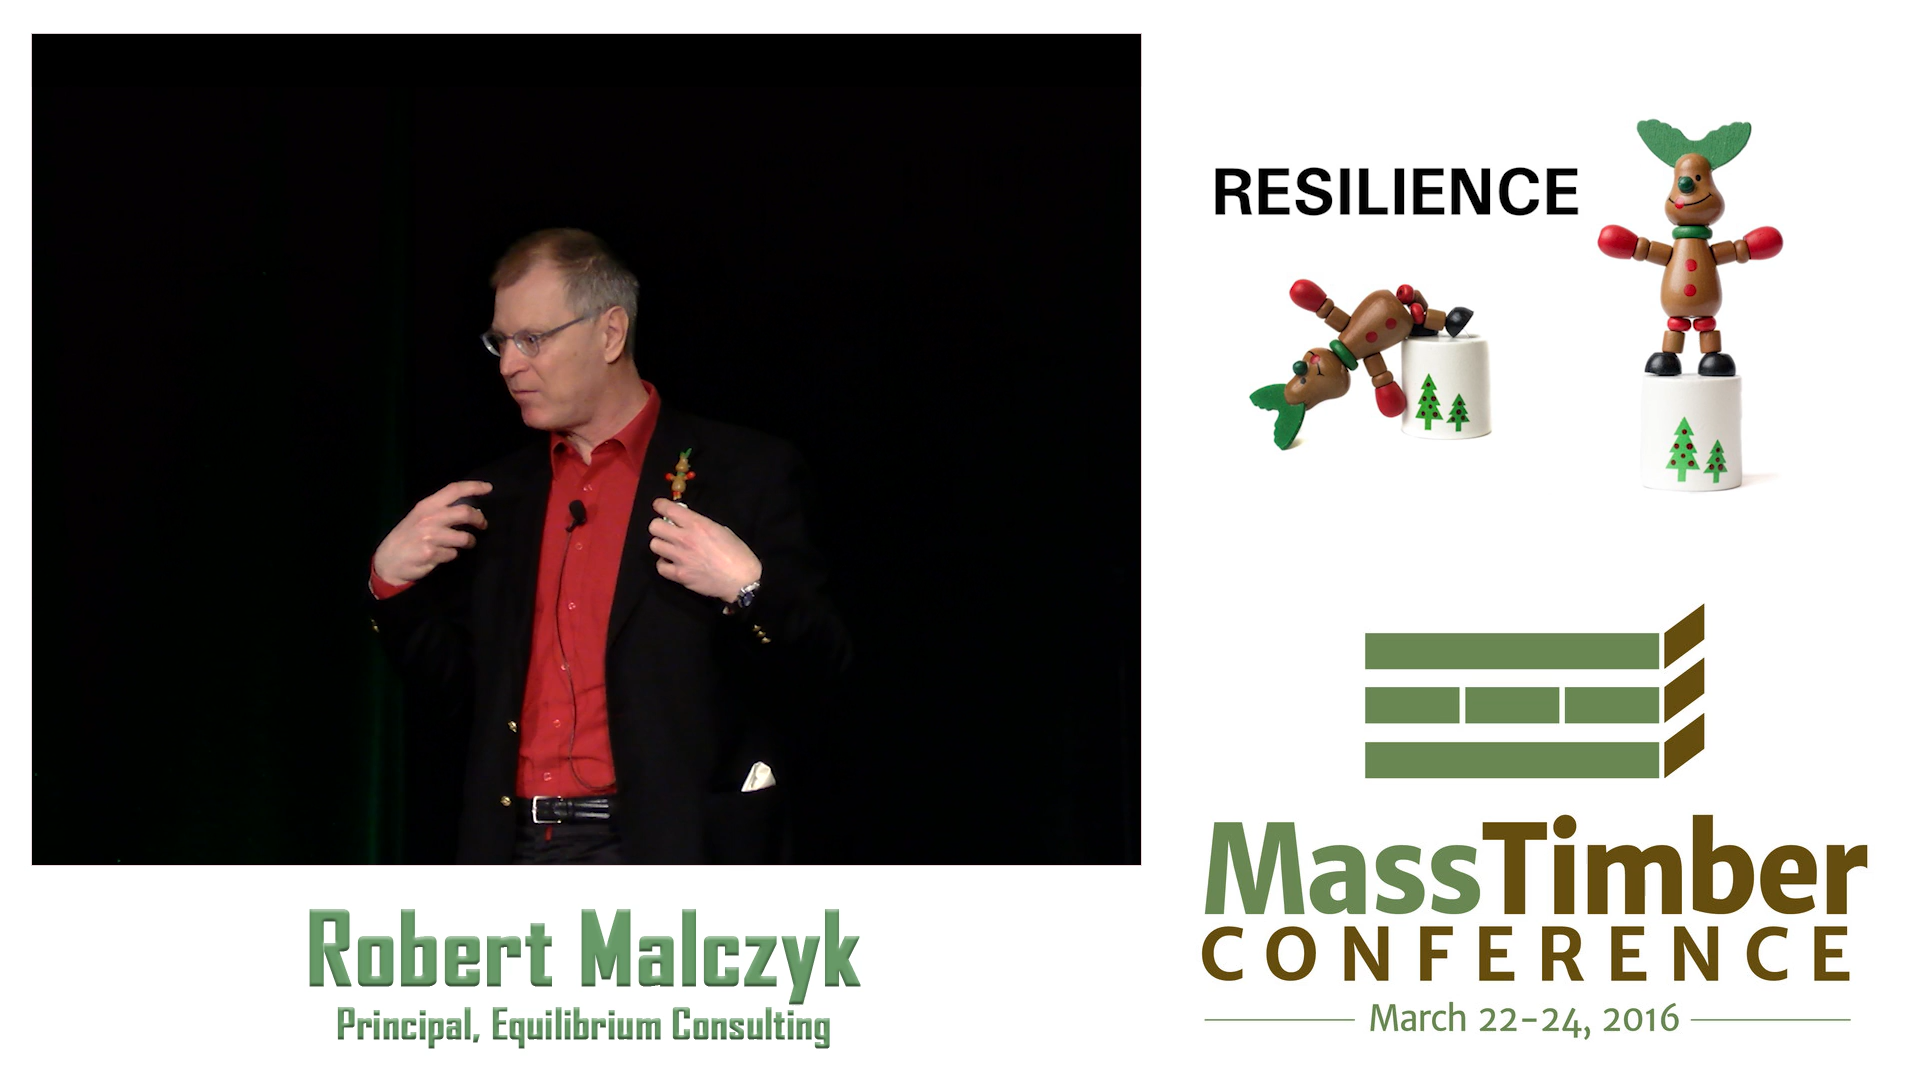 RESILIENCE
MassTimber
CONFERENCE
March 22-24, 2016
Robert Malczyk
Principal, Equilibrium Consulting